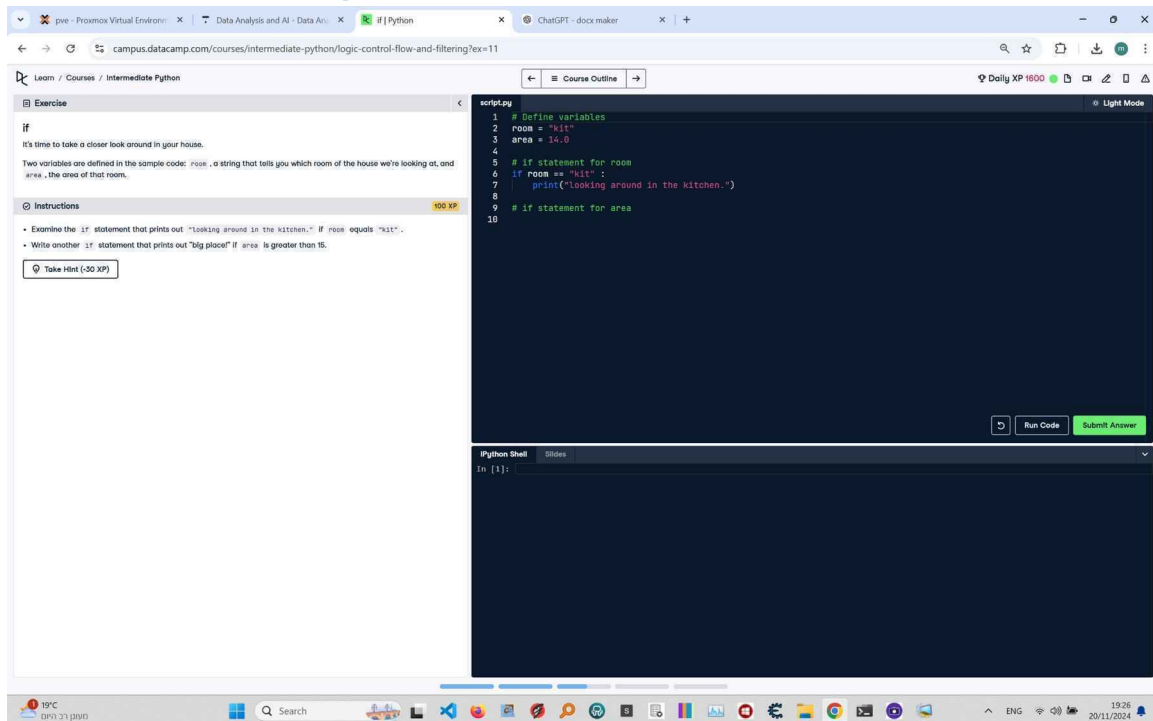 pve - Proxmox Virtual Environm
Data Analysis and AI - Data Ana
if | Python
ChatGPT - docx maker
campus.datacamp.com/courses/intermediate-python/logic-control-flow-and-filtering?ex=11
m
Learn / Courses / Intermediate Python
Course Outline
Daily XP 1600
Exercise
if
It's time to take a closer look around in your house.
Two variables are defined in the sample code: room , a string that tells you which room of the house we're looking at, and
area , the area of that room.
Instructions
100 XP
• Examine the if statement that prints out "looking around in the kitchen." if room equals "kit" .
• Write another if statement that prints out "big place!" if area is greater than 15.
Take Hint (-30 XP)
script.py
Light Mode
1 # Define variables
2 room = "kit"
3 area = 14.0
4
5 # if statement for room
6 if room == "kit" :
7 print("looking around in the kitchen.")
8
9 # if statement for area
10
Run Code
Submit Answer
IPython Shell
Slides
In [1]:
1
19°C
מעונן רב היום
Search
ENG
19:26
20/11/2024